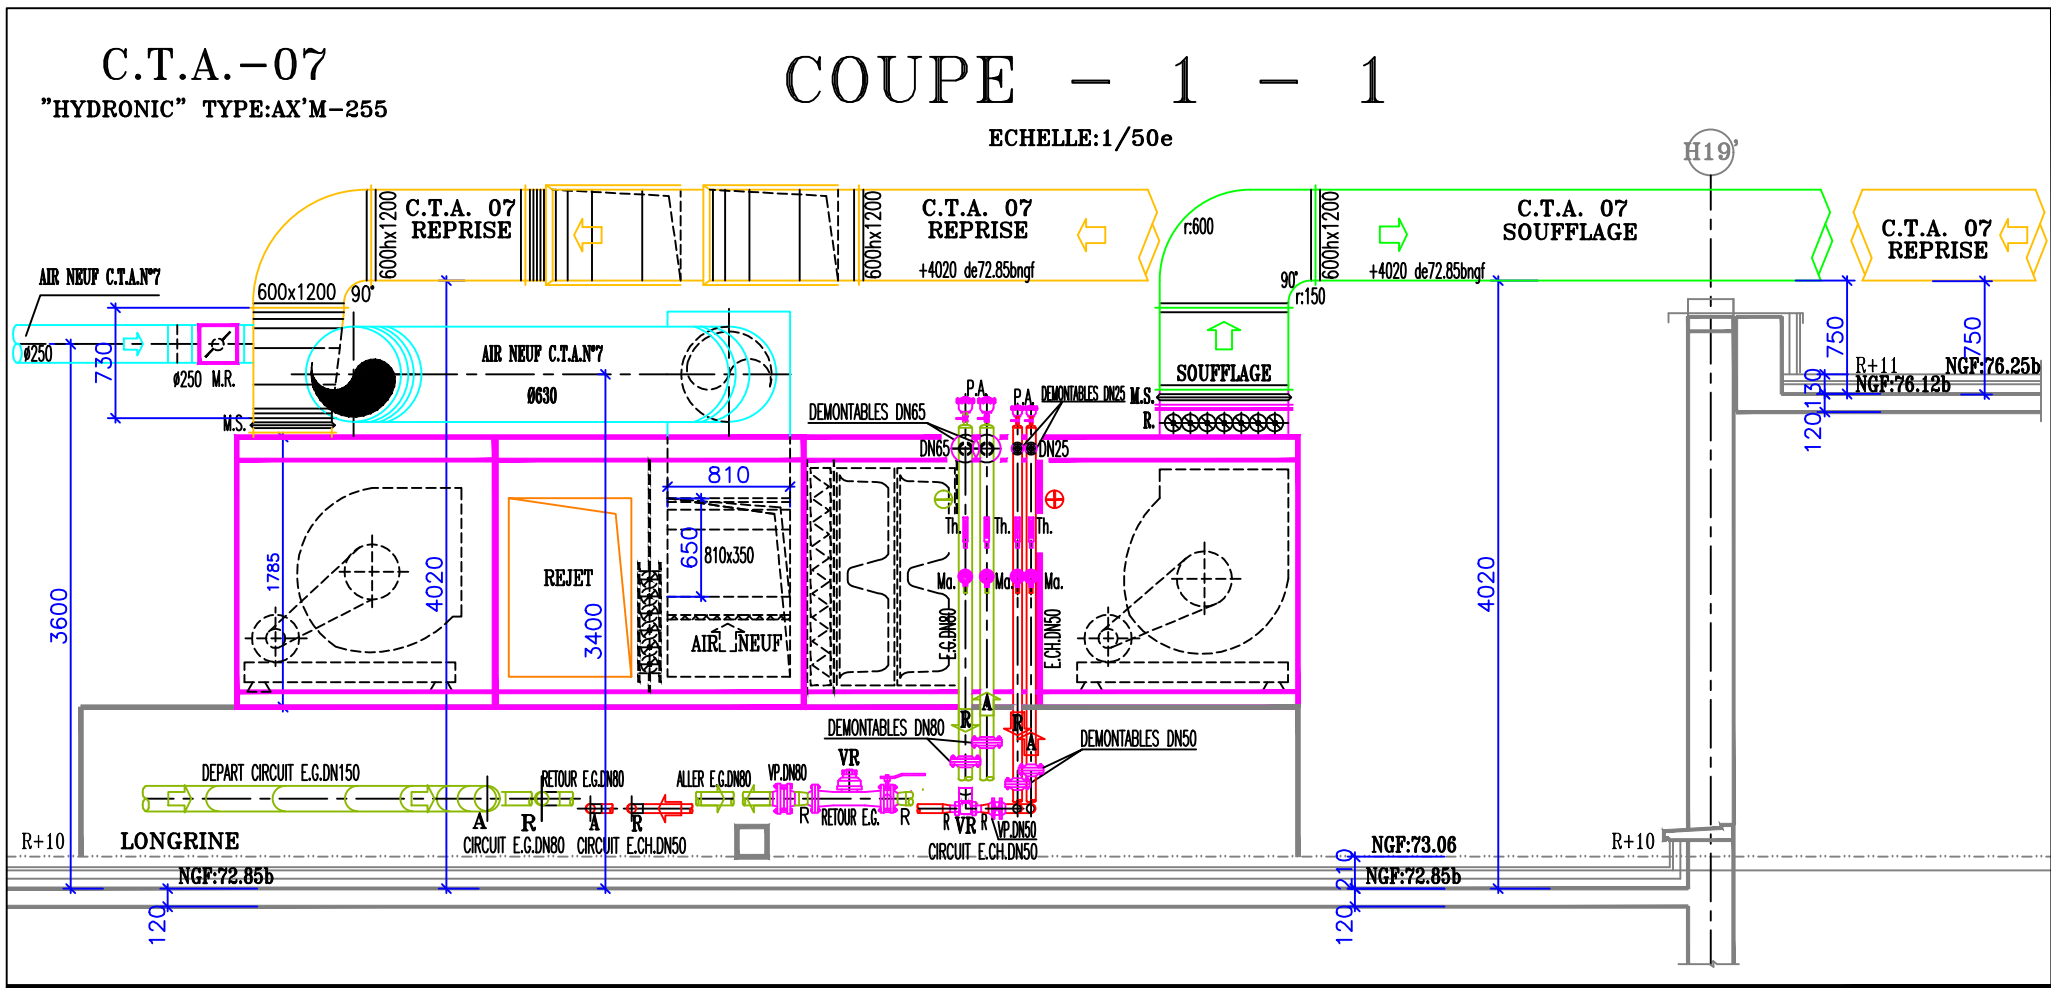 C.T.A.-07
"HYDRONIC" TYPE:AX'M-255
COUPE - 1 - 1
ECHELLE:1/50e
H19'
C.T.A. 07
REPRISE
600hx1200
C.T.A. 07
REPRISE
600hx1200
+4020 de72.85bngf
r:600
C.T.A. 07
SOUFFLAGE
600hx1200
+4020 de72.85bngf
C.T.A. 07
REPRISE
AIR NEUF C.T.A.N°7
600x1200
90°
90°
r:150
ø250
730
ø250 M.R.
AIR NEUF C.T.A.N°7
Ø630
SOUFFLAGE
750
750
R+11
NGF:76.25b
NGF:76.12b
130
120
M.S.
P.A.
P.A.
DEMONTABLES DN25
M.S.
DEMONTABLES DN65
R.
DN65
DN25
810
650
810x350
REJET
AIR NEUF
1785
4020
3600
3400
4020
Th.
Th.
Th.
Ma.
Ma.
Ma.
E.G.DN80
E.CH.DN50
R
A
R
A
DEMONTABLES DN80
DEMONTABLES DN50
DEPART CIRCUIT E.G.DN150
RETOUR E.G.DN80
ALLER E.G.DN80
VP.DN80
VR
A
R
A
R
R
RETOUR E.G.
R
R
VR
R
VP.DN50
CIRCUIT E.G.DN80
CIRCUIT E.CH.DN50
CIRCUIT E.CH.DN50
R+10
LONGRINE
NGF:72.85b
NGF:73.06
R+10
NGF:72.85b
210
120
120